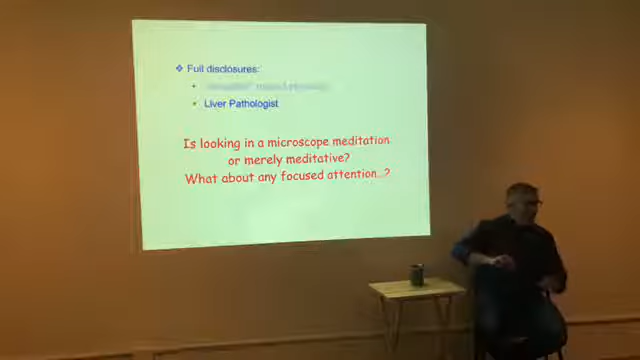 ❖ Full disclosures:
• Liver Pathologist
Is looking in a microscope meditation
or merely meditative?
What about any focused attention...?